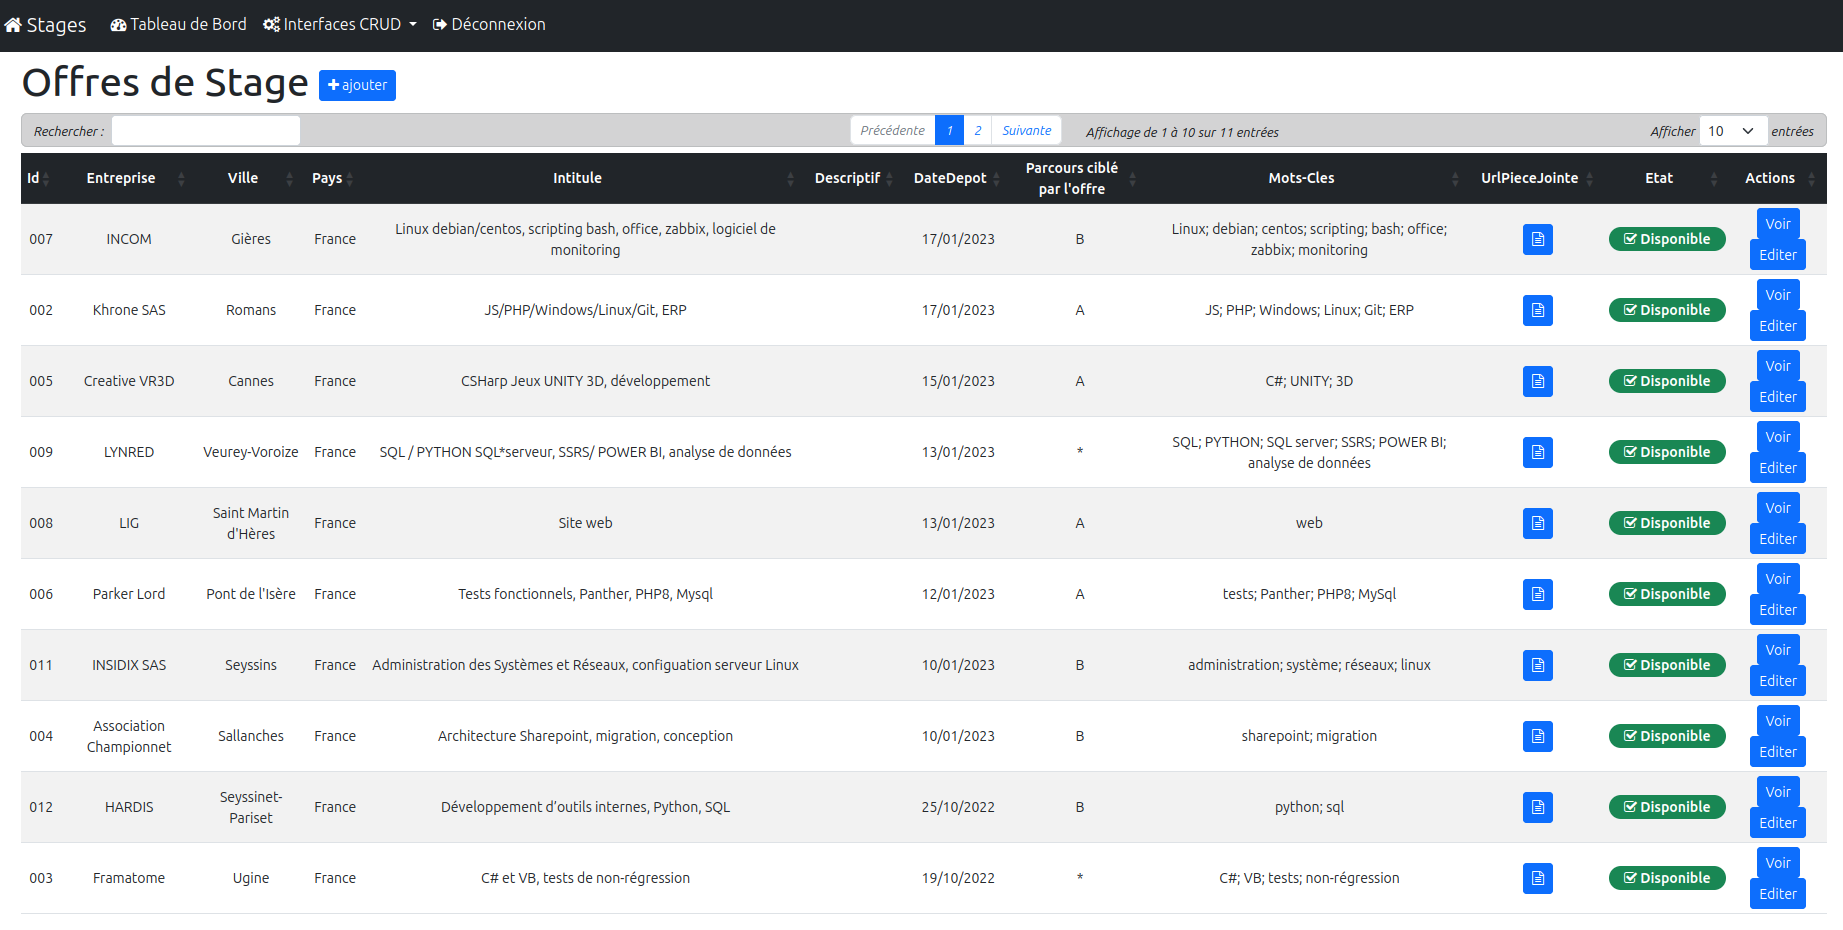 Stages Tableau de Bord Interfaces CRUD Déconnexion
Offres de Stage ajouter
Rechercher : Précédente 1 2 Suivante Affichage de 1 à 10 sur 11 entrées Afficher 10 entrées
Id Entreprise Ville Pays Intitule Descriptif DateDepot Parcours ciblé par l'offre Mots-Cles UrlPieceJointe Etat Actions
007 INCOM Gières France Linux debian/centos, scripting bash, office, zabbix, logiciel de monitoring 17/01/2023 B Linux; debian; centos; scripting; bash; office; zabbix; monitoring Disponible Voir Editer
002 Khrone SAS Romans France JS/PHP/Windows/Linux/Git, ERP 17/01/2023 A JS; PHP; Windows; Linux; Git; ERP Disponible Voir Editer
005 Creative VR3D Cannes France CSHarp Jeux UNITY 3D, développement 15/01/2023 A C#; UNITY; 3D Disponible Voir Editer
009 LYNRED Veurey-Voroize France SQL / PYTHON SQL*serveur, SSRS/ POWER BI, analyse de données 13/01/2023 * SQL; PYTHON; SQL server; SSRS; POWER BI; analyse de données Disponible Voir Editer
008 LIG Saint Martin d'Hères France Site web 13/01/2023 A web Disponible Voir Editer
006 Parker Lord Pont de l'Isère France Tests fonctionnels, Panther, PHP8, Mysql 12/01/2023 A tests; Panther; PHP8; MySql Disponible Voir Editer
011 INSIDIX SAS Seyssins France Administration des Systèmes et Réseaux, configuation serveur Linux 10/01/2023 B administration; système; réseaux; linux Disponible Voir Editer
004 Association Championnet Sallanches France Architecture Sharepoint, migration, conception 10/01/2023 B sharepoint; migration Disponible Voir Editer
012 HARDIS Seyssinet-Pariset France Développement d’outils internes, Python, SQL 25/10/2022 B python; sql Disponible Voir Editer
003 Framatome Ugine France C# et VB, tests de non-régression 19/10/2022 * C#; VB; tests; non-régression Disponible Voir Editer